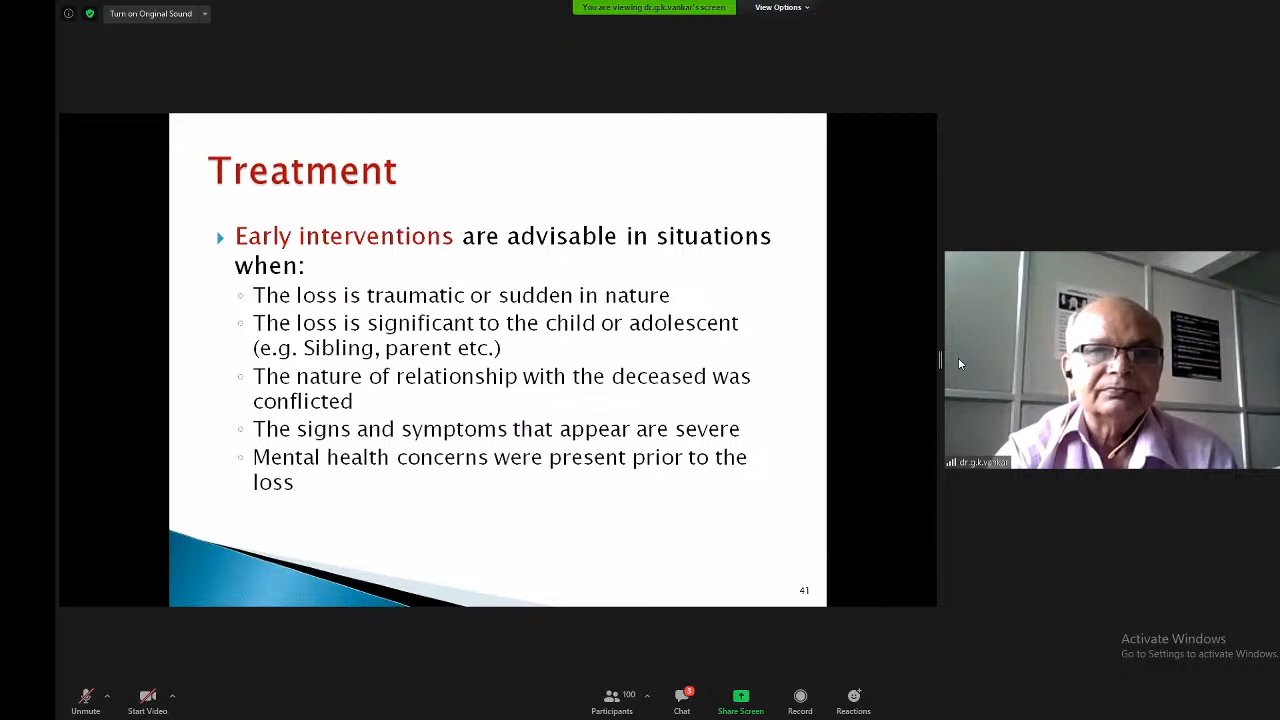 Turn on Original Sound
You are viewing dr.g.k.vankar's screen
View Options
Treatment
Early interventions are advisable in situations
when:
The loss is traumatic or sudden in nature
The loss is significant to the child or adolescent
(e.g. Sibling, parent etc.)
The nature of relationship with the deceased was
conflicted
The signs and symptoms that appear are severe
Mental health concerns were present prior to the
loss
41
dr.g.k.vankar
Activate Windows
Go to Settings to activate Windows.
Unmute
Start Video
Participants
100
Chat
3
Share Screen
Record
Reactions